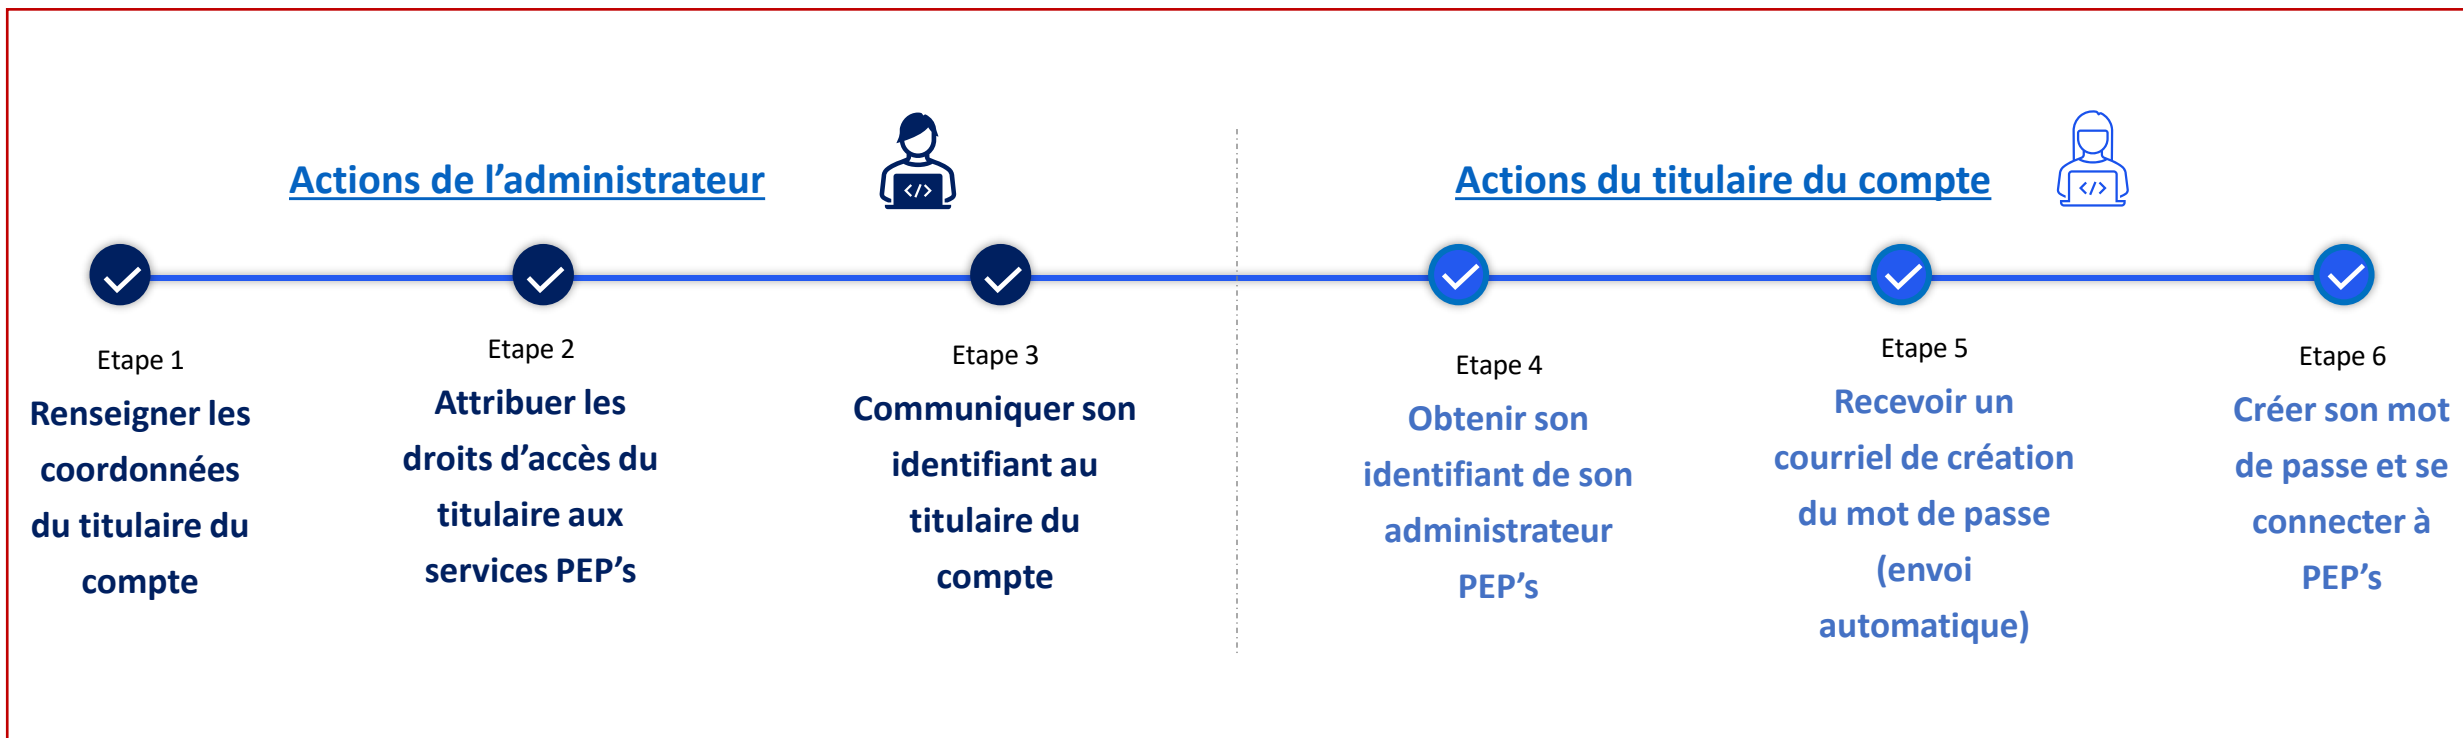 Actions de l’administrateur
</>
Etape 1
Renseigner les
coordonnées
du titulaire du
compte
Etape 2
Attribuer les
droits d’accès du
titulaire aux
services PEP’s
Etape 3
Communiquer son
identifiant au
titulaire du
compte
Actions du titulaire du compte
</>
Etape 4
Obtenir son
identifiant de son
administrateur
PEP’s
Etape 5
Recevoir un
courriel de création
du mot de passe
(envoi
automatique)
Etape 6
Créer son mot
de passe et se
connecter à
PEP’s